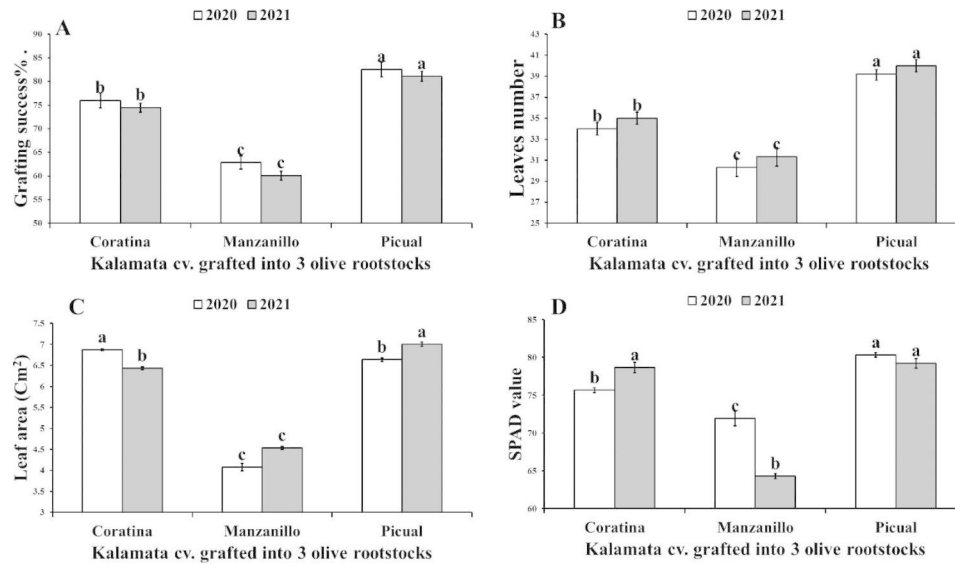 A
2020 2021
Grafting success% .
90
85
80
75
70
65
60
55
50
b b
c c
a a
Coratina Manzanillo Picual
Kalamata cv. grafted into 3 olive rootstocks
B
2020 2021
Leaves number
43
41
39
37
35
33
31
29
27
25
b b
c c
a a
Coratina Manzanillo Picual
Kalamata cv. grafted into 3 olive rootstocks
C
2020 2021
Leaf area (Cm²)
7.5
7
6.5
6
5.5
5
4.5
4
3.5
3
a b
c c
b a
Coratina Manzanillo Picual
Kalamata cv. grafted into 3 olive rootstocks
D
2020 2021
SPAD value
85
80
75
70
65
60
b a
c b
a a
Coratina Manzanillo Picual
Kalamata cv. grafted into 3 olive rootstocks